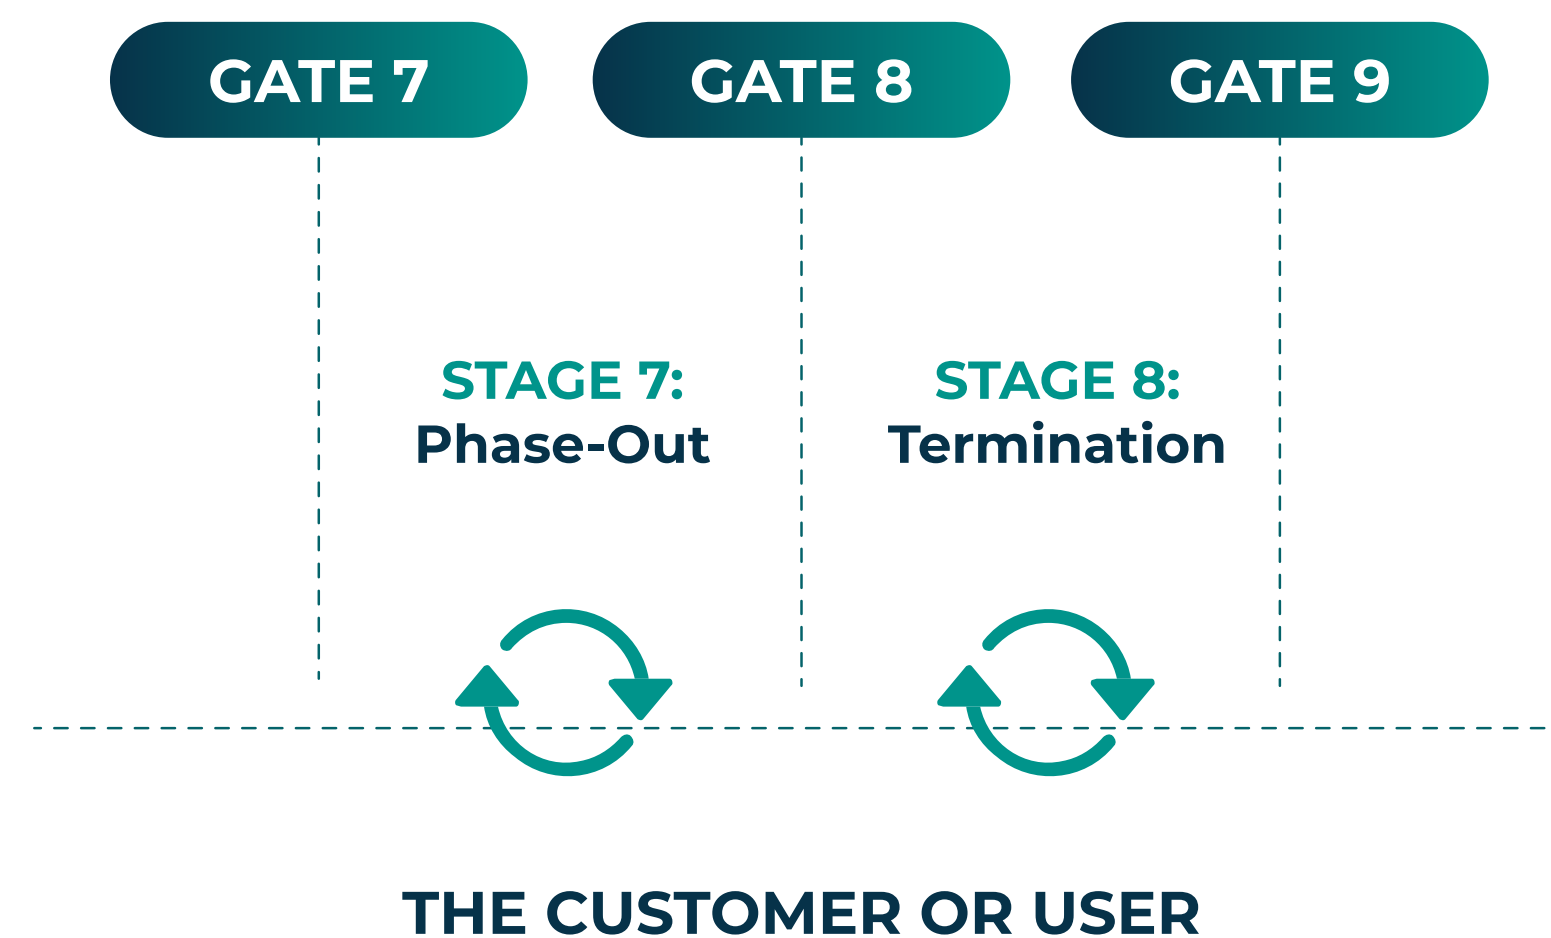 GATE 7
GATE 8
GATE 9
STAGE 7:
Phase-Out
STAGE 8:
Termination
THE CUSTOMER OR USER